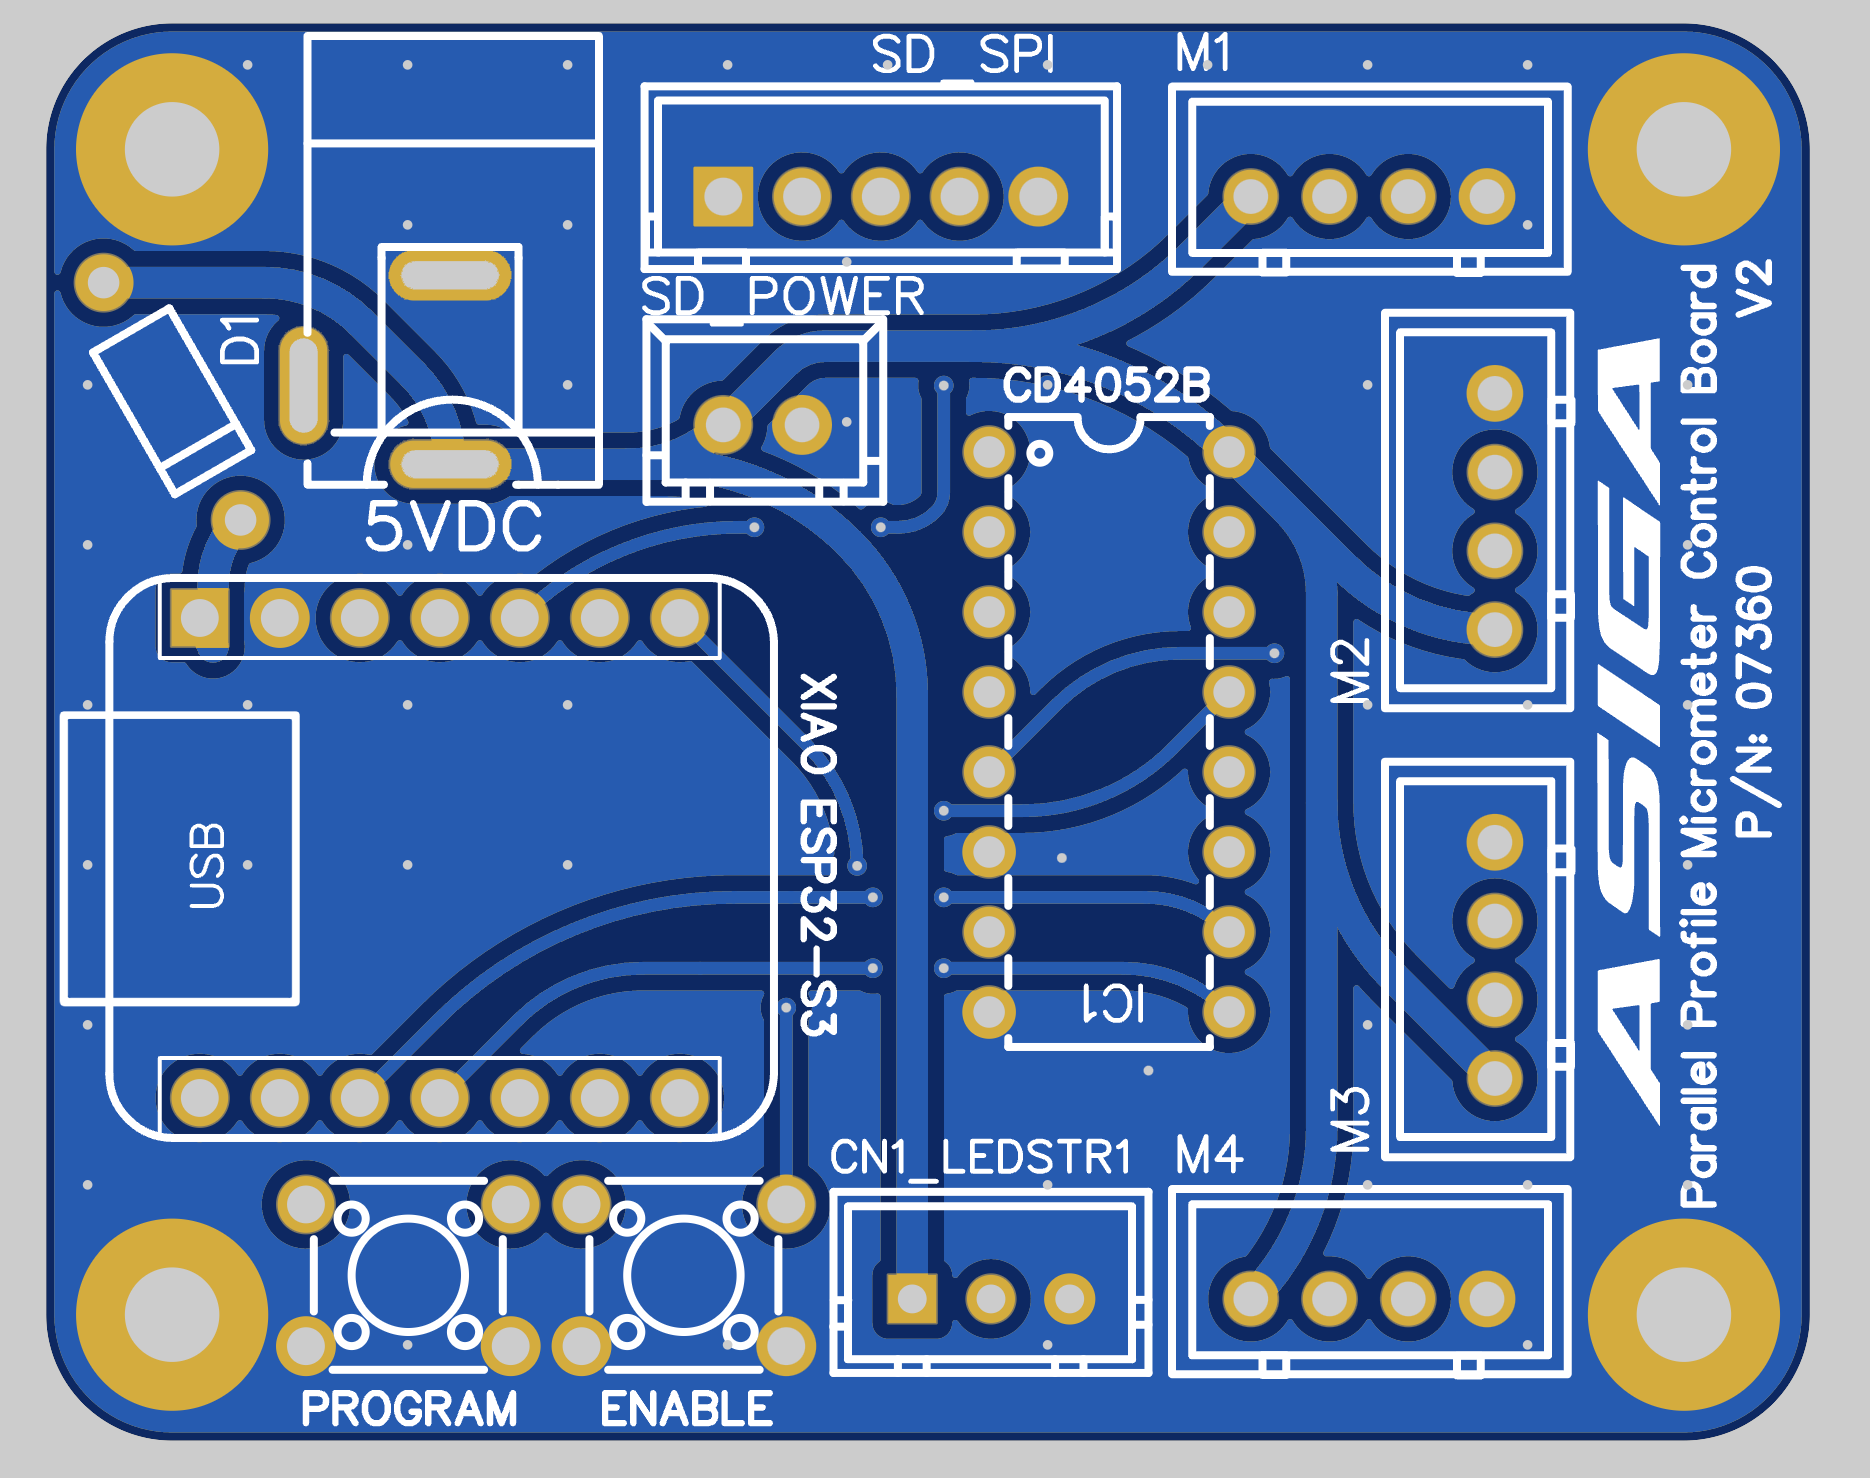 SD_SPI
M1
SD_POWER
D1
5VDC
CD4052B
IC1
XIAO ESP32-S3
USB
M2
M3
ASIGA
Parallel Profile Micrometer Control Board
P/N: 07360
V2
CN1_LEDSTR1
M4
PROGRAM
ENABLE